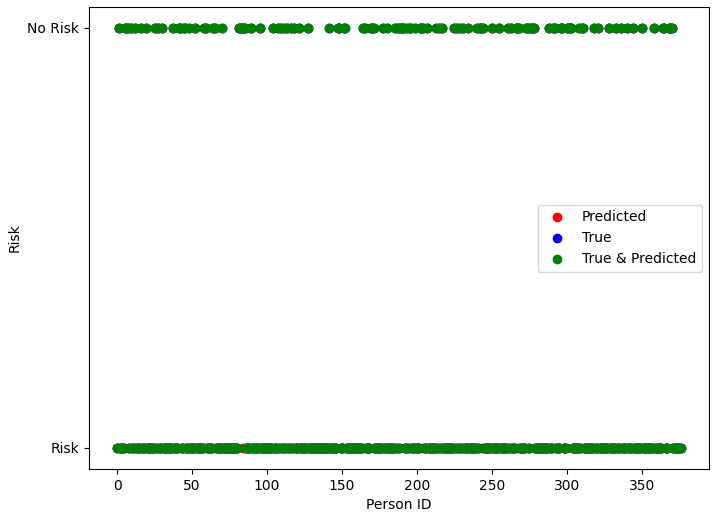 No Risk
Risk
Predicted
True
True & Predicted
Risk
0 50 100 150 200 250 300 350
Person ID